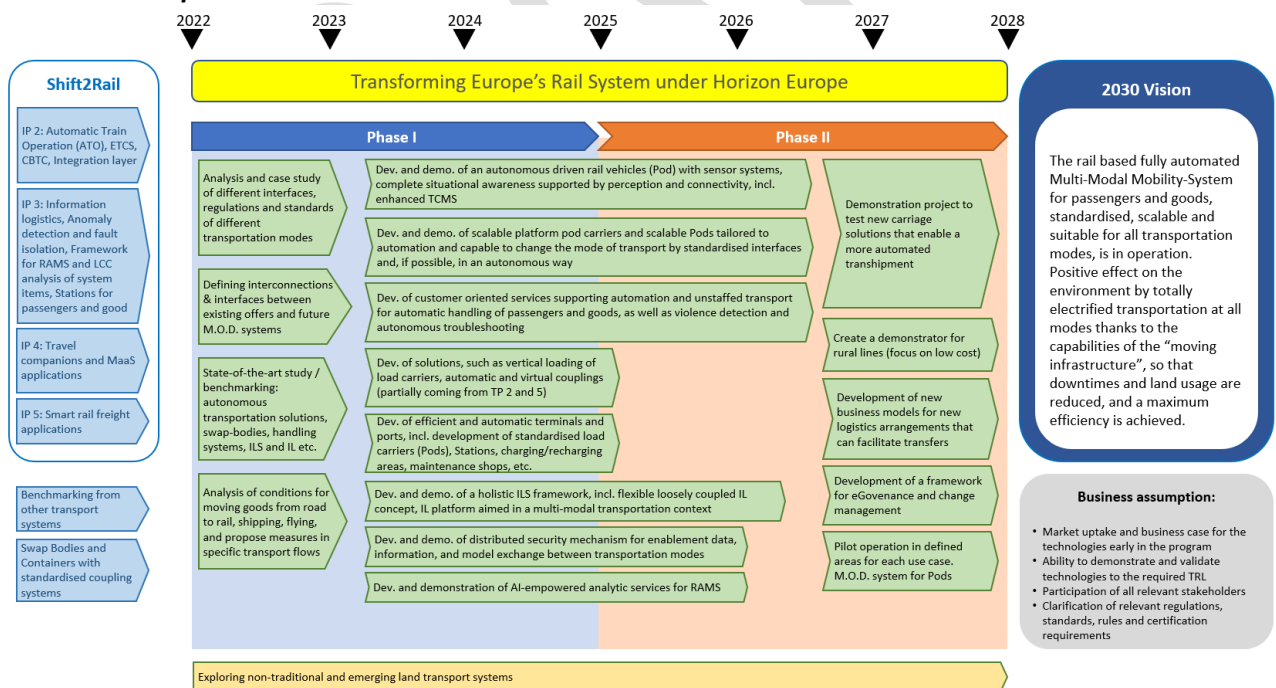 2022 2023 2024 2025 2026 2027 2028
Shift2Rail
IP 2: Automatic Train
Operation (ATO), ETCS,
CBTC, Integration layer
IP 3: Information
logistics, Anomaly
detection and fault
isolation, Framework
for RAMS and LCC
analysis of system
items, Stations for
passengers and good
IP 4: Travel
companions and MaaS
applications
IP 5: Smart rail freight
applications
Benchmarking from
other transport
systems
Swap Bodies and
Containers with
standardised coupling
systems
Transforming Europe's Rail System under Horizon Europe
Phase I
Phase II
Analysis and case study
of different interfaces,
regulations and standards
of different
transportation modes
Defining interconnections
& interfaces between
existing offers and future
M.O.D. systems
State-of-the-art study /
benchmarking:
autonomous
transportation solutions,
swap-bodies, handling
systems, ILS and IL etc.
Analysis of conditions for
moving goods from road
to rail, shipping, flying,
and propose measures in
specific transport flows
Dev. and demo. of an autonomous driven rail vehicles (Pod) with sensor systems,
complete situational awareness supported by perception and connectivity, incl.
enhanced TCMS
Dev. and demo. of scalable platform pod carriers and scalable Pods tailored to
automation and capable to change the mode of transport by standardised interfaces
and, if possible, in an autonomous way
Dev. of customer oriented services supporting automation and unstaffed transport
for automatic handling of passengers and goods, as well as violence detection and
autonomous troubleshooting
Dev. of solutions, such as vertical loading of
load carriers, automatic and virtual couplings
(partially coming from TP 2 and 5)
Dev. of efficient and automatic terminals and
ports, incl. development of standardised load
carriers (Pods), Stations, charging/recharging
areas, maintenance shops, etc.
Dev. and demo. of a holistic ILS framework, incl. flexible loosely coupled IL
concept, IL platform aimed in a multi-modal transportation context
Dev. and demo. of distributed security mechanism for enablement data,
information, and model exchange between transportation modes
Dev. and demonstration of AI-empowered analytic services for RAMS
Demonstration project to
test new carriage
solutions that enable a
more automated
transhipment
Create a demonstrator for
rural lines (focus on low cost)
Development of new
business models for new
logistics arrangements that
can facilitate transfers
Development of a framework
for eGovenance and change
management
Pilot operation in defined
areas for each use case.
M.O.D. system for Pods
Exploring non-traditional and emerging land transport systems
2030 Vision
The rail based fully automated
Multi-Modal Mobility-System
for passengers and goods,
standardised, scalable and
suitable for all transportation
modes, is in operation.
Positive effect on the
environment by totally
electrified transportation at all
modes thanks to the
capabilities of the "moving
infrastructure", so that
downtimes and land usage are
reduced, and a maximum
efficiency is achieved.
Business assumption:
• Market uptake and business case for the
technologies early in the program
• Ability to demonstrate and validate
technologies to the required TRL
• Participation of all relevant stakeholders
• Clarification of relevant regulations,
standards, rules and certification
requirements